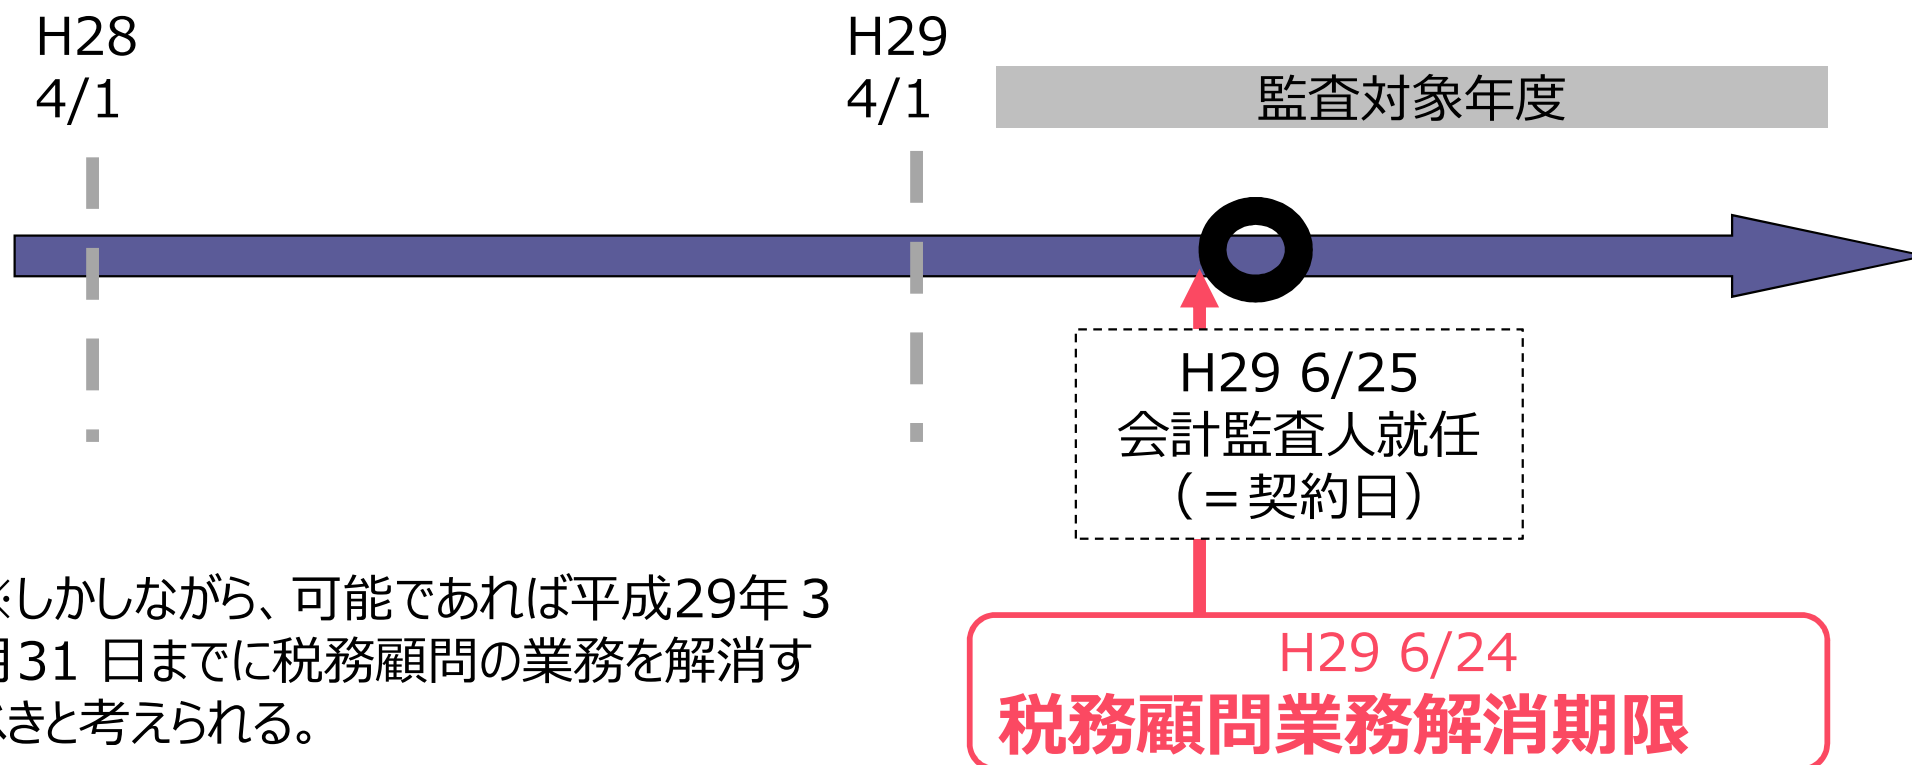 H28
4/1
H29
4/1
監査対象年度
H29 6/25
会計監査人就任
（＝契約日）
※しかしながら、可能であれば平成29年３
月31 日までに税務顧問の業務を解消す
べきと考えられる。
H29 6/24
税務顧問業務解消期限